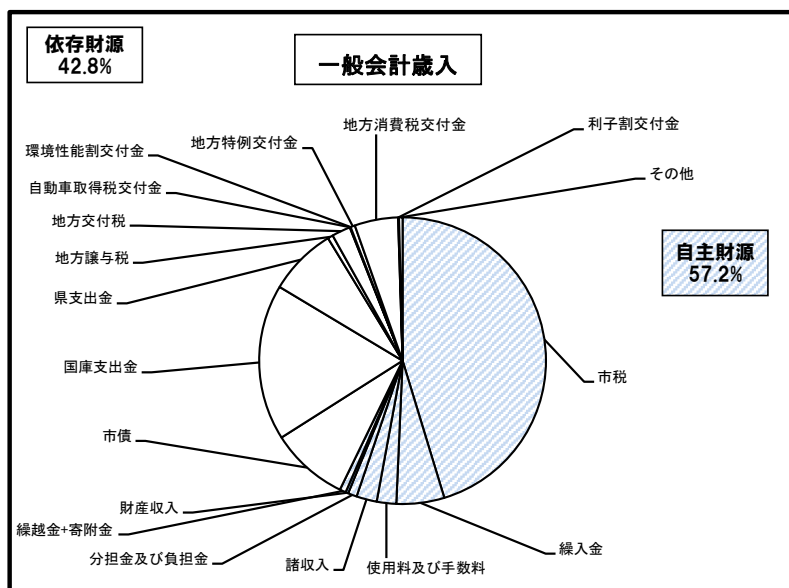 依存財源
42.8%
一般会計歳入
地方消費税交付金
利子割交付金
地方特例交付金
環境性能割交付金
その他
自動車取得税交付金
地方交付税
自主財源
57.2%
地方譲与税
県支出金
国庫支出金
市税
市債
財産収入
繰越金+寄附金
分担金及び負担金
諸収入
使用料及び手数料
繰入金